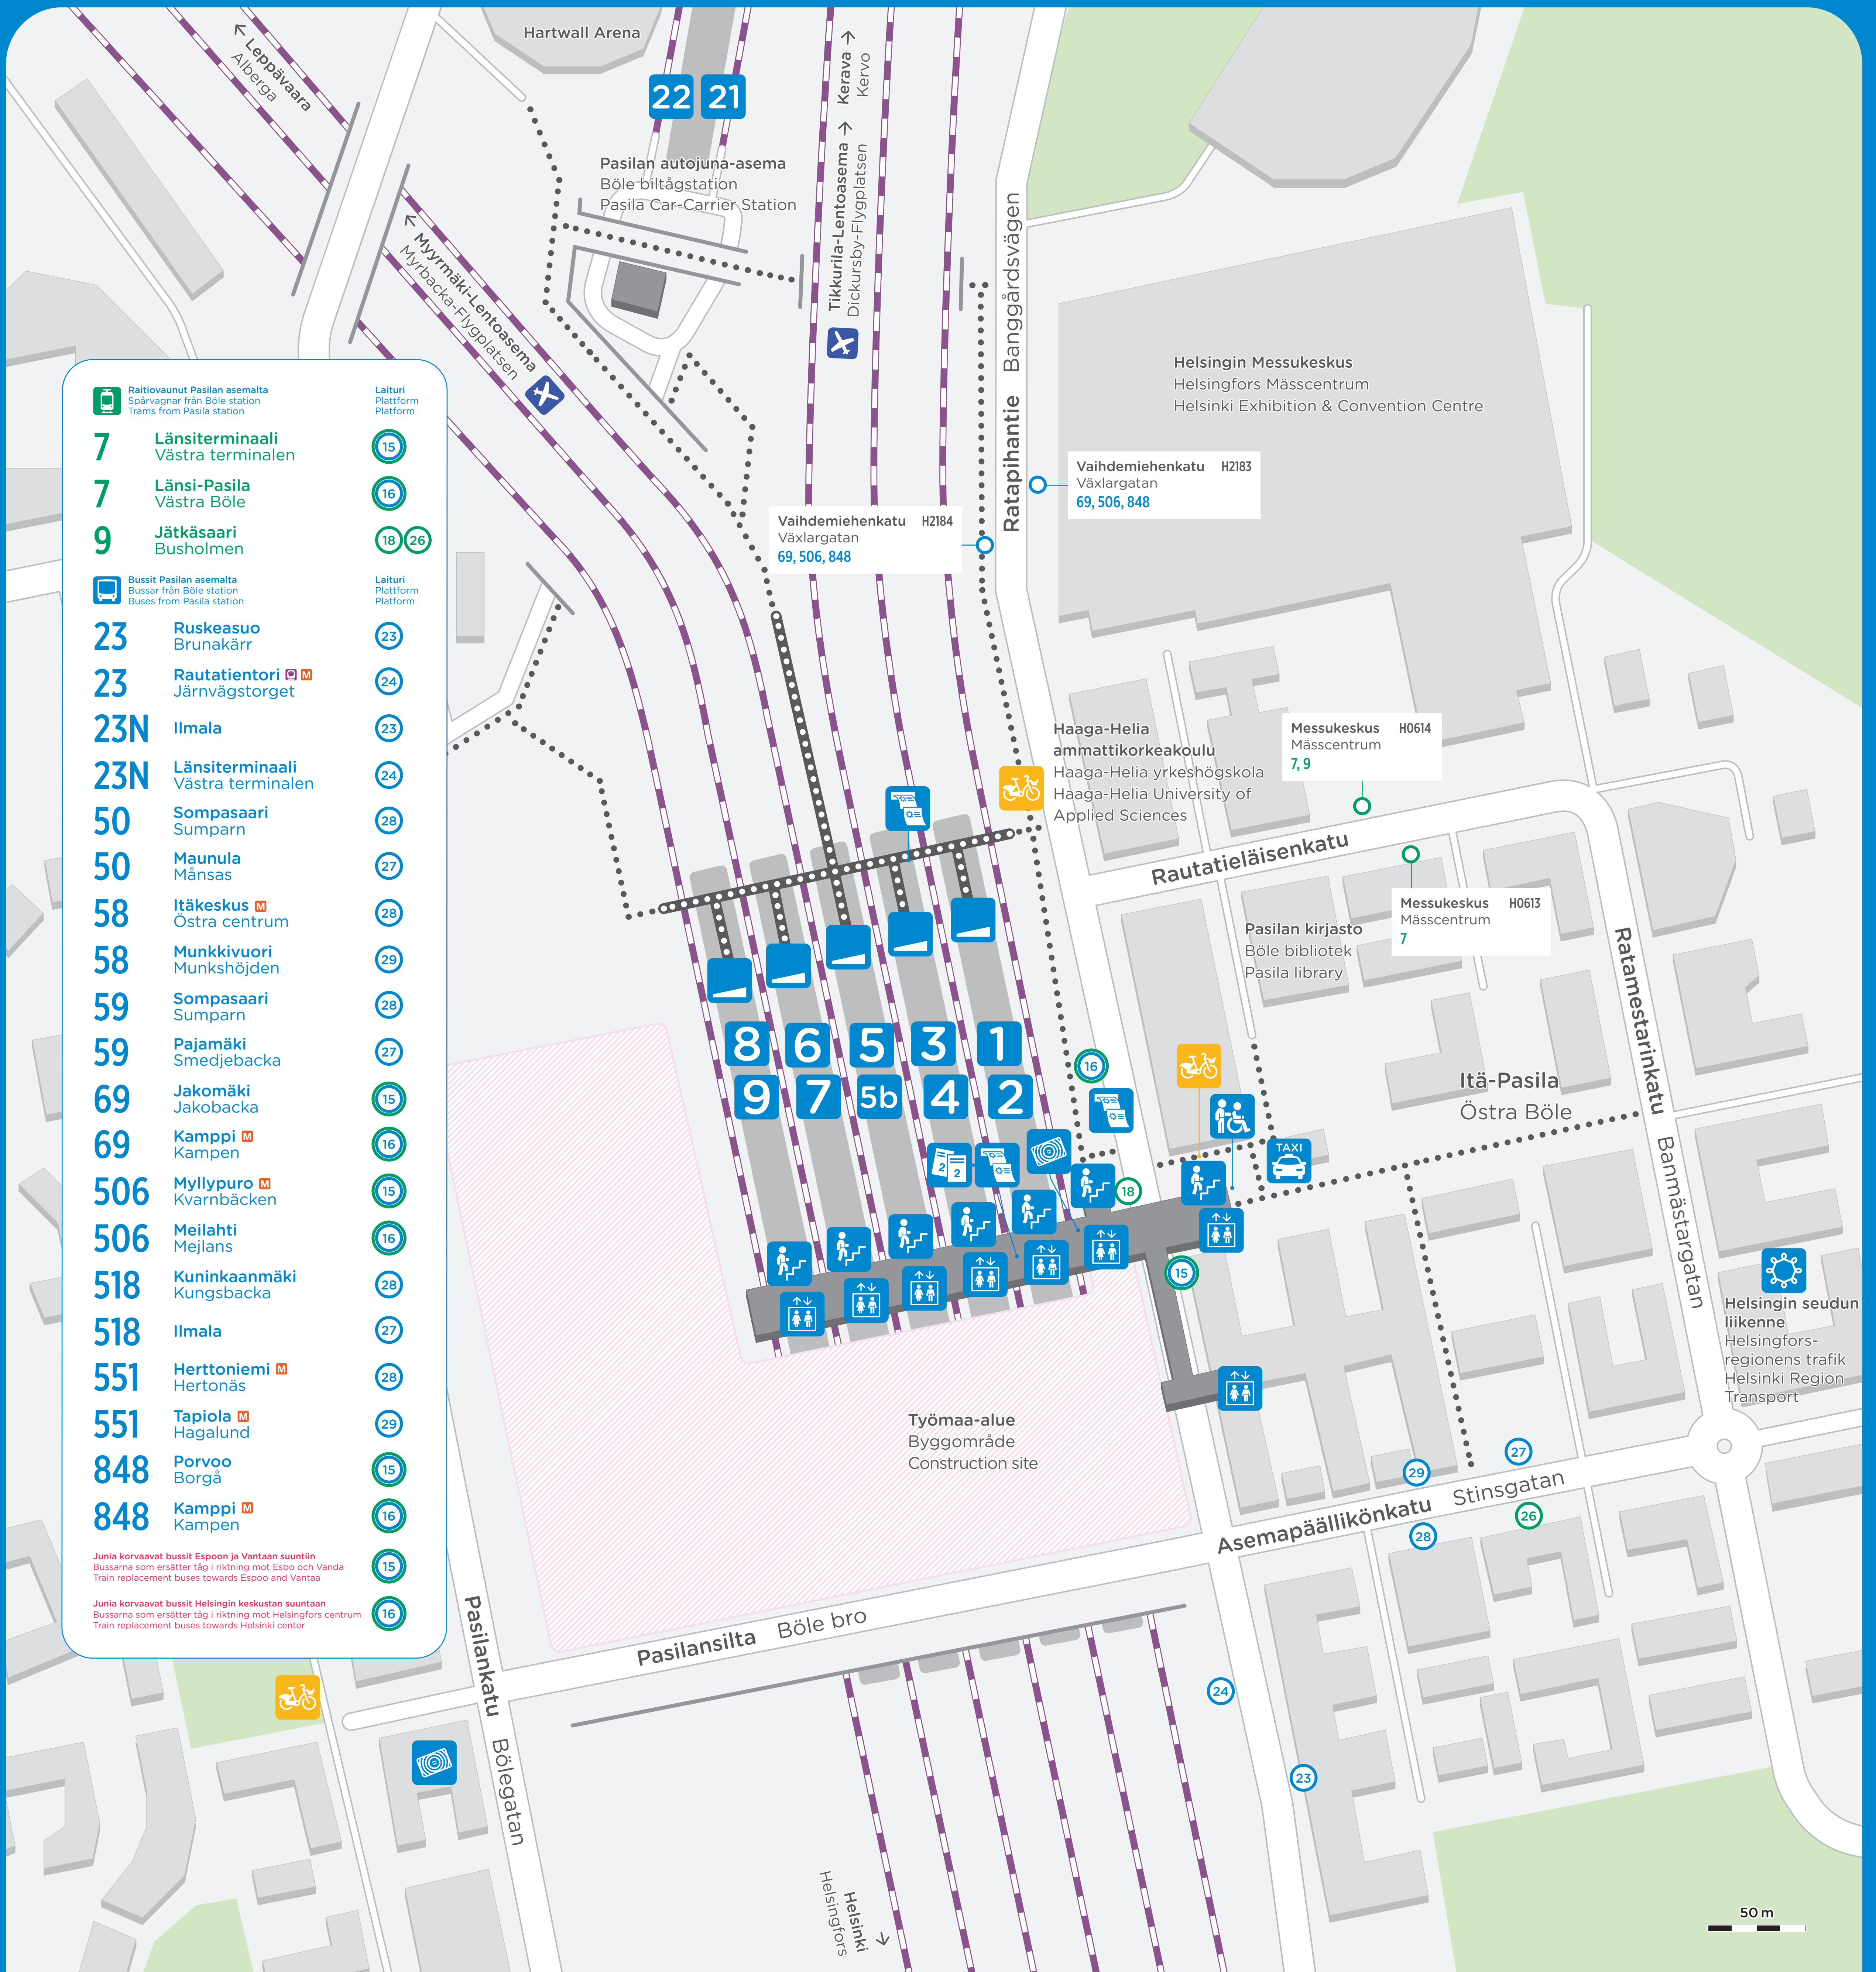 Hartwall Arena
Leppävaara
Alberga
22
21
Pasilan autojuna-asema
Böle biltågstation
Pasila Car-Carrier Station
Kerava
Kervo
Tikkurila-Lentoasema
Dickursby-Flygplatsen
Myyrmäki-Lentoasema
Myrbacka-Flygplatsen
Ratapihantie Banggårdsvägen
Helsingin Messukeskus
Helsingfors Mässcentrum
Helsinki Exhibition & Convention Centre
Vaihdemiehenkatu H2183
Växlargatan
69, 506, 848
Vaihdemiehenkatu H2184
Växlargatan
69, 506, 848
Raitiovaunut Pasilan asemalta Laituri
Spårvagnar från Böle station Plattform
Trams from Pasila station Platform
7 Länsiterminaali 15
Västra terminalen
7 Länsi-Pasila 16
Västra Böle
9 Jätkäsaari 18 26
Busholmen
Bussit Pasilan asemalta Laituri
Bussar från Böle station Plattform
Buses from Pasila station Platform
23 Ruskeasuo 23
Brunakärr
23 Rautatientori M 24
Järnvägstorget
23N Ilmala 23
23N Länsiterminaali 24
Västra terminalen
50 Sompasaari 28
Sumparn
50 Maunula 27
Månsas
58 Itäkeskus M 28
Östra centrum
58 Munkkivuori 29
Munkshöjden
59 Sompasaari 28
Sumparn
59 Pajamäki 27
Smedjebacka
69 Jakomäki 15
Jakobacka
69 Kamppi M 16
Kampen
506 Myllypuro M 15
Kvarnbäcken
506 Meilahti 16
Mejlans
518 Kuninkaanmäki 28
Kungsbacka
518 Ilmala 27
551 Herttoniemi M 28
Hertonäs
551 Tapiola M 29
Hagalund
848 Porvoo 15
Borgå
848 Kamppi M 16
Kampen
Junia korvaavat bussit Espoon ja Vantaan suuntiin 15
Bussarna som ersätter tåg i riktning mot Esbo och Vanda
Train replacement buses towards Espoo and Vantaa
Junia korvaavat bussit Helsingin keskustan suuntaan 16
Bussarna som ersätter tåg i riktning mot Helsingfors centrum
Train replacement buses towards Helsinki center
Haaga-Helia
ammattikorkeakoulu
Haaga-Helia yrkeshögskola
Haaga-Helia University of
Applied Sciences
Messukeskus H0614
Mässcentrum
7, 9
Rautatieläisenkatu
Messukeskus H0613
Mässcentrum
7
Pasilan kirjasto
Böle bibliotek
Pasila library
Ratamestarinkatu Banmästargatan
8 6 5 3 1
9 7 5b 4 2
16
Itä-Pasila
Östra Böle
TAXI
2 2
18
15
Helsingin seudun
liikenne
Helsingfors-
regionens trafik
Helsinki Region
Transport
Työmaa-alue
Byggområde
Construction site
27
29
Asemapäällikönkatu Stinsgatan
26
28
Pasilansilta Böle bro
Pasilankatu Bölegatan
24
23
Helsinki
Helsingfors
50 m